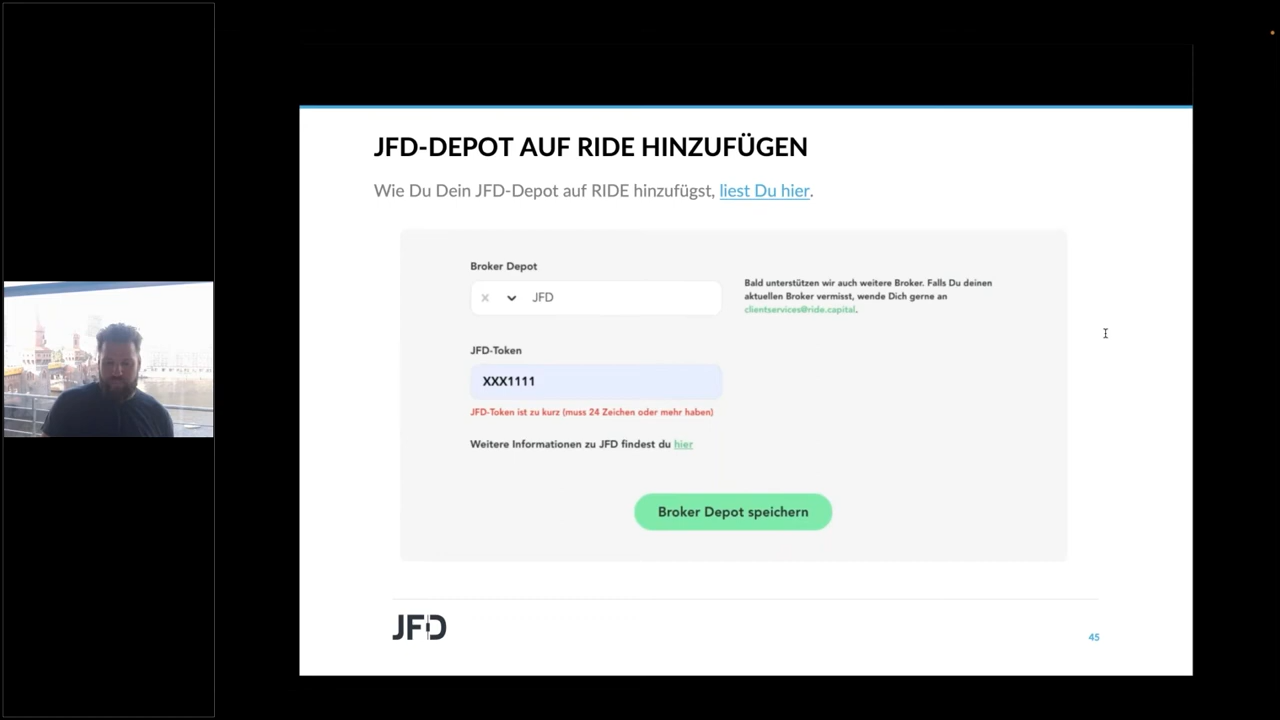 JFD-DEPOT AUF RIDE HINZUFÜGEN
Wie Du Dein JFD-Depot auf RIDE hinzufügst, liest Du hier.
Broker Depot
JFD
Bald unterstützen wir auch weitere Broker. Falls Du deinen
aktuellen Broker vermisst, wende Dich gerne an
clientservices@ride.capital.
JFD-Token
XXX1111
JFD-Token ist zu kurz (muss 24 Zeichen oder mehr haben)
Weitere Informationen zu JFD findest du hier
Broker Depot speichern
JFD
45